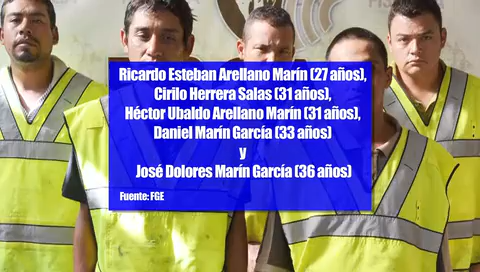 Ricardo Esteban Arellano Marín (27 años),
Cirilo Herrera Salas (31 años),
Héctor Ubaldo Arellano Marín (31 años),
Daniel Marín García (33 años)
y
José Dolores Marín García (36 años)
Fuente: FGE